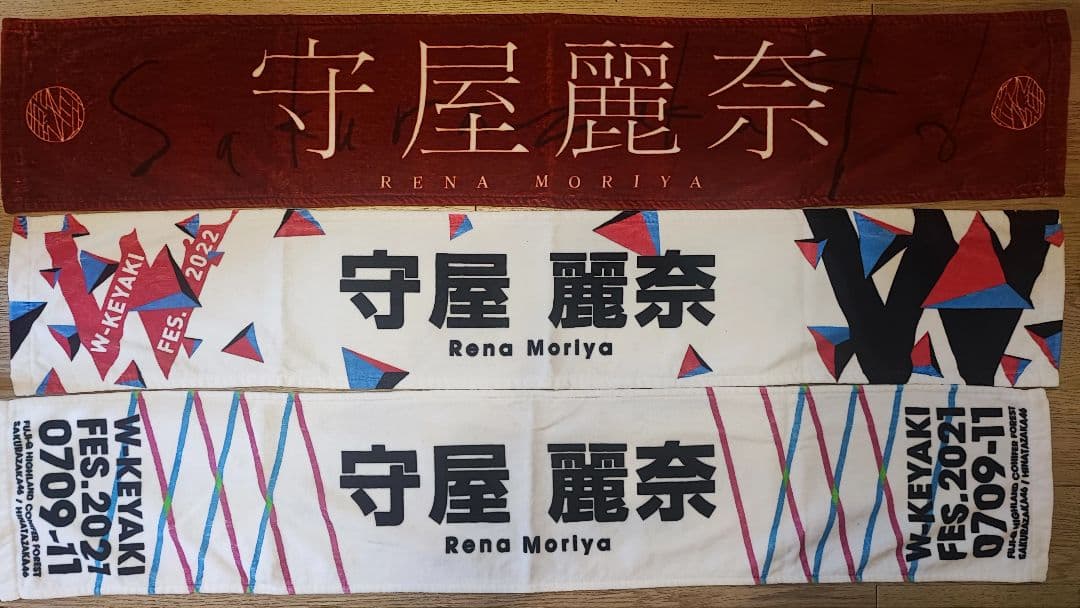 守屋麗奈
RENA MORIYA
W-KEYAKI
FES. 2022
守屋 麗奈
Rena Moriya
W-KEYAKI
FES.2021
0709-11
FUJI-Q HIGHLAND CONIFER FOREST
SAKURAZAKA46 / HINATAZAKA46
守屋 麗奈
Rena Moriya
W-KEYAKI
FES.2021
0709-11
FUJI-Q HIGHLAND CONIFER FOREST
SAKURAZAKA46 / HINATAZAKA46